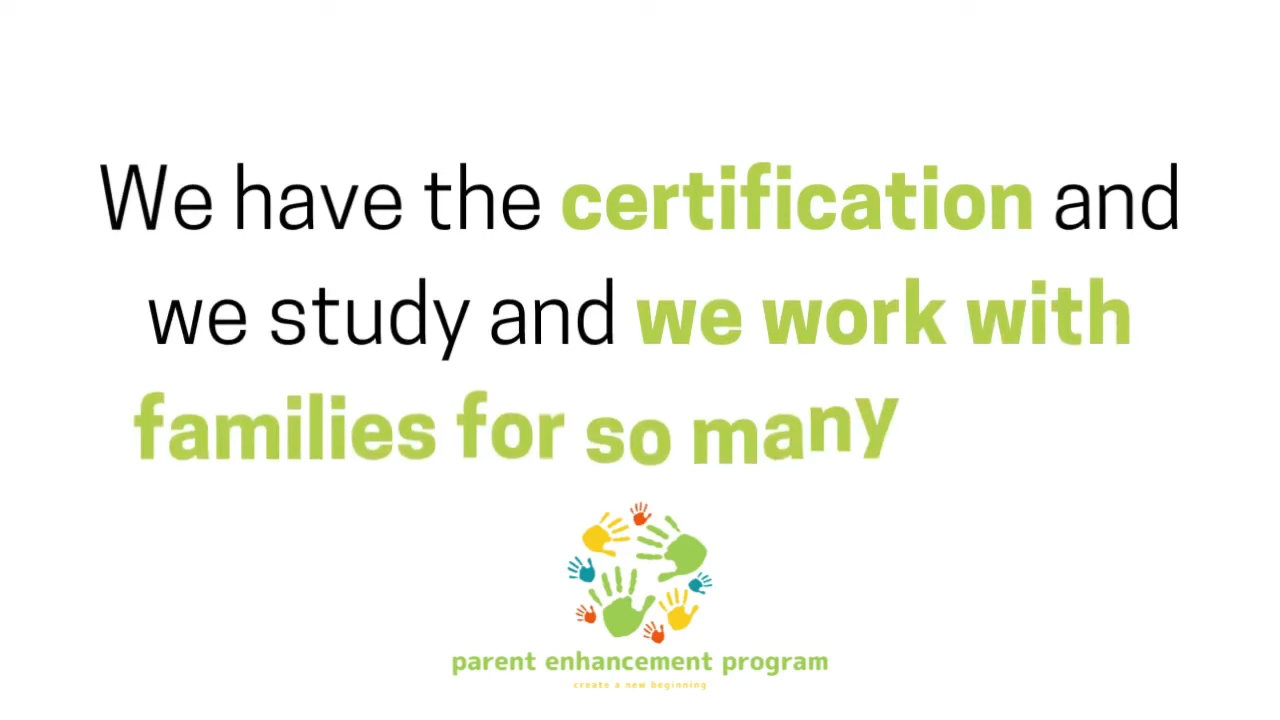 We have the certification and
we study and we work with
families for so many
parent enhancement program
create a new beginning